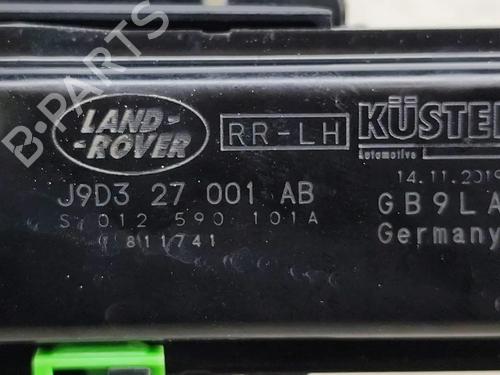 LAND-
-ROVER
RR-LH
KÜSTE
Automotive
J9D3 27 001 AB
14.11.2019
S 012 590 101A
GB9LA
811741
Germany
B-PARTS